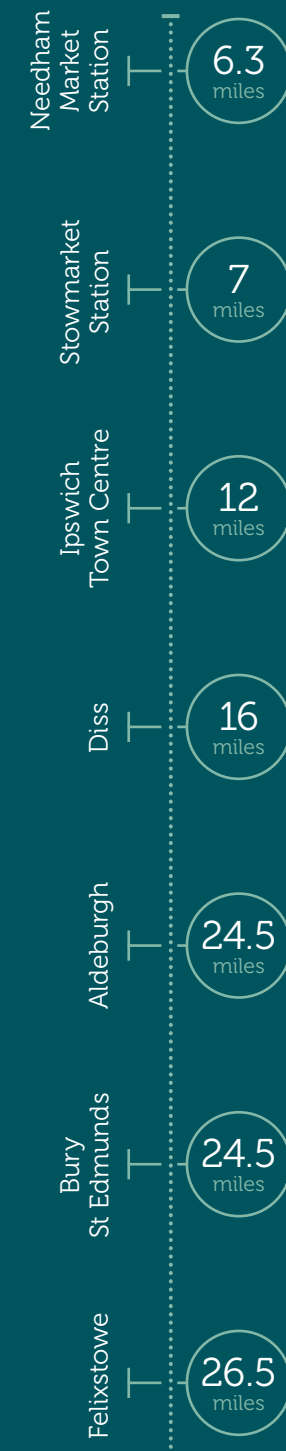 Needham
Market
Station
6.3
miles
Stowmarket
Station
7
miles
Ipswich
Town Centre
12
miles
Diss
16
miles
Aldeburgh
24.5
miles
Bury
St Edmunds
24.5
miles
Felixstowe
26.5
miles